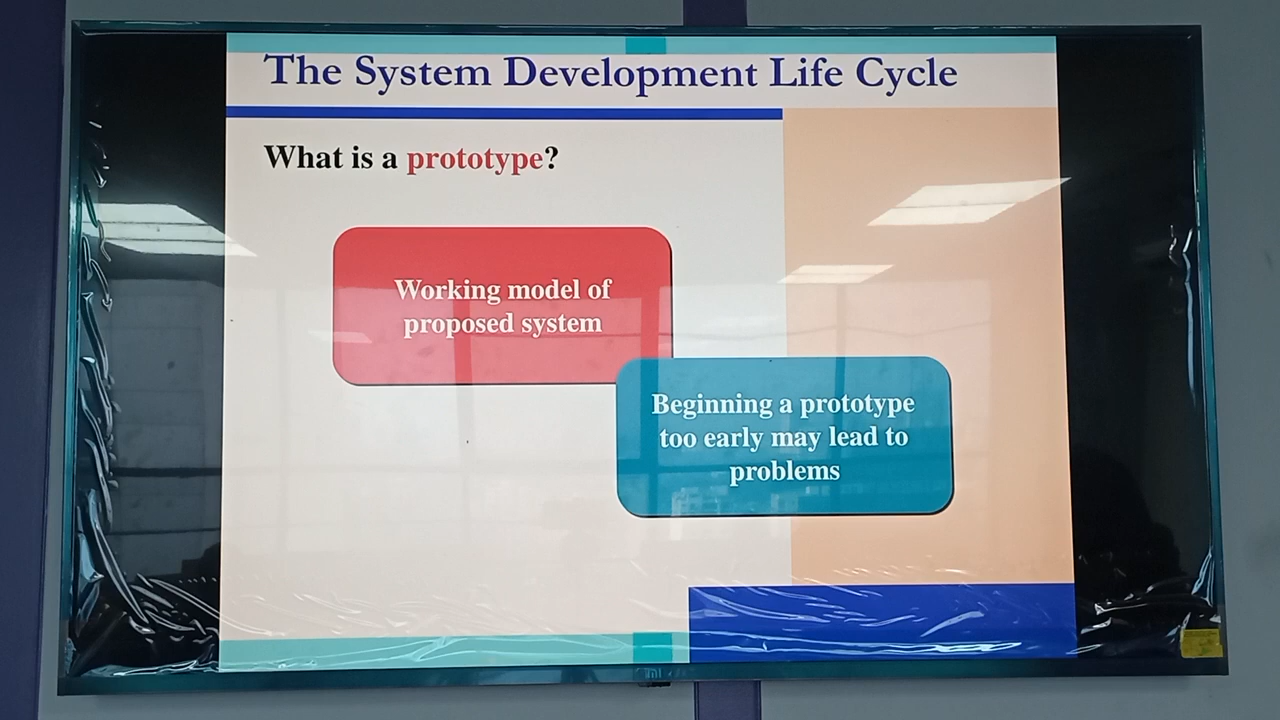 The System Development Life Cycle
What is a prototype?
Working model of
proposed system
Beginning a prototype
too early may lead to
problems
mi